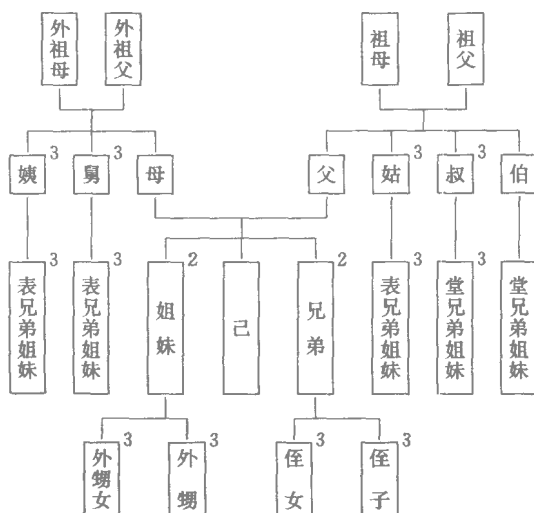 外祖母 外祖父 祖母 祖父
姨 3 舅 3 母 父 姑 3 叔 3 伯
表兄弟姐妹 3 表兄弟姐妹 3 姐妹 2 己 兄弟 2 表兄弟姐妹 3 堂兄弟姐妹 3 堂兄弟姐妹
外甥女 3 外甥 3 侄女 3 侄子 3